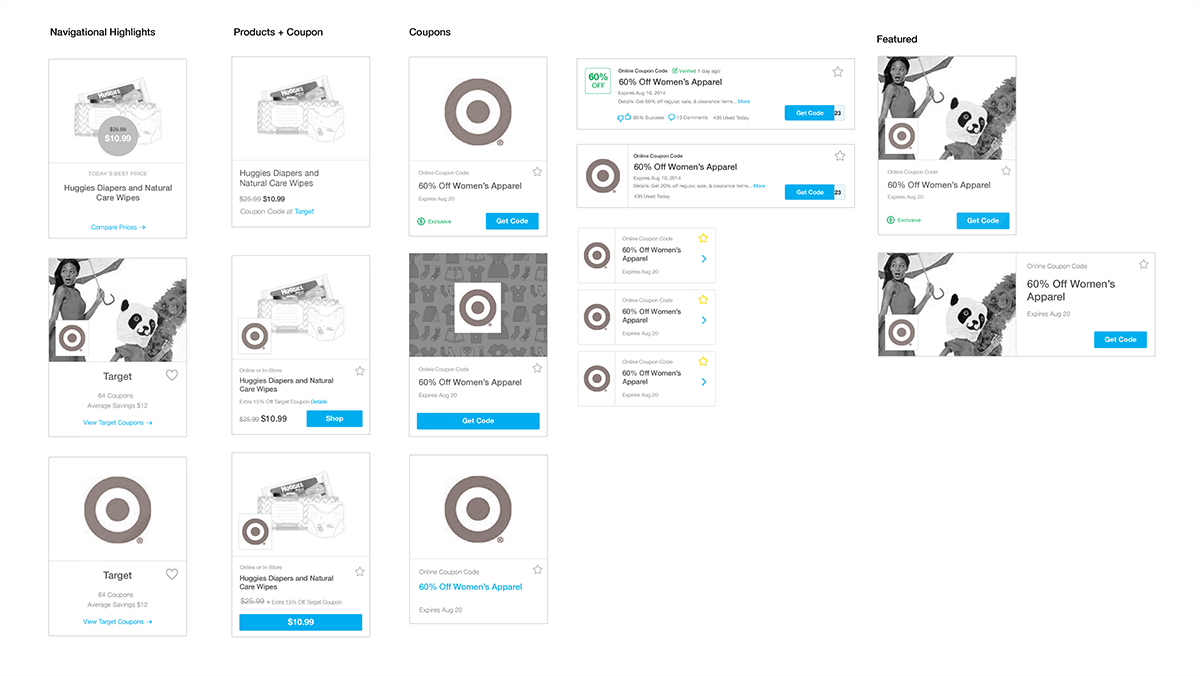 Navigational Highlights
Huggies
$25.99
$10.99
TODAY'S BEST PRICE
Huggies Diapers and Natural
Care Wipes
Compare Prices →
Target
64 Coupons
Average Savings $12
View Target Coupons →
Target
64 Coupons
Average Savings $12
View Target Coupons →
Products + Coupon
Huggies
Huggies Diapers and
Natural Care Wipes
$25.99 $10.99
Coupon Code at Target
Huggies
Online or In-Store
Huggies Diapers and Natural
Care Wipes
Extra 15% Off Target Coupon Details
$25.99 $10.99
Shop
Huggies
Online or In-Store
Huggies Diapers and Natural
Care Wipes
$25.99 + Extra 15% Off Target Coupon
$10.99
Coupons
Online Coupon Code
60% Off Women's Apparel
Expires Aug 20
Exclusive
Get Code
Online Coupon Code
60% Off Women's Apparel
Expires Aug 20
Get Code
Online Coupon Code
60% Off Women's Apparel
Expires Aug 20
60%
OFF
Online Coupon Code Verified 1 day ago
60% Off Women's Apparel
Expires Aug 10, 2014
Details: Get 60% off regular, sale, & clearance items... More
85% Success 13 Comments 435 Used Today
Get Code 23
Online Coupon Code
60% Off Women's Apparel
Expires Aug 10, 2014
Details: Get 20% off regular, sale, & clearance items... More
435 Used Today
Get Code 23
Online Coupon Code
60% Off Women's
Apparel
Expires Aug 20
Online Coupon Code
60% Off Women's
Apparel
Expires Aug 20
Online Coupon Code
60% Off Women's
Apparel
Expires Aug 20
Featured
Online Coupon Code
60% Off Women's Apparel
Expires Aug 20
Exclusive
Get Code
Online Coupon Code
60% Off Women's
Apparel
Expires Aug 20
Get Code